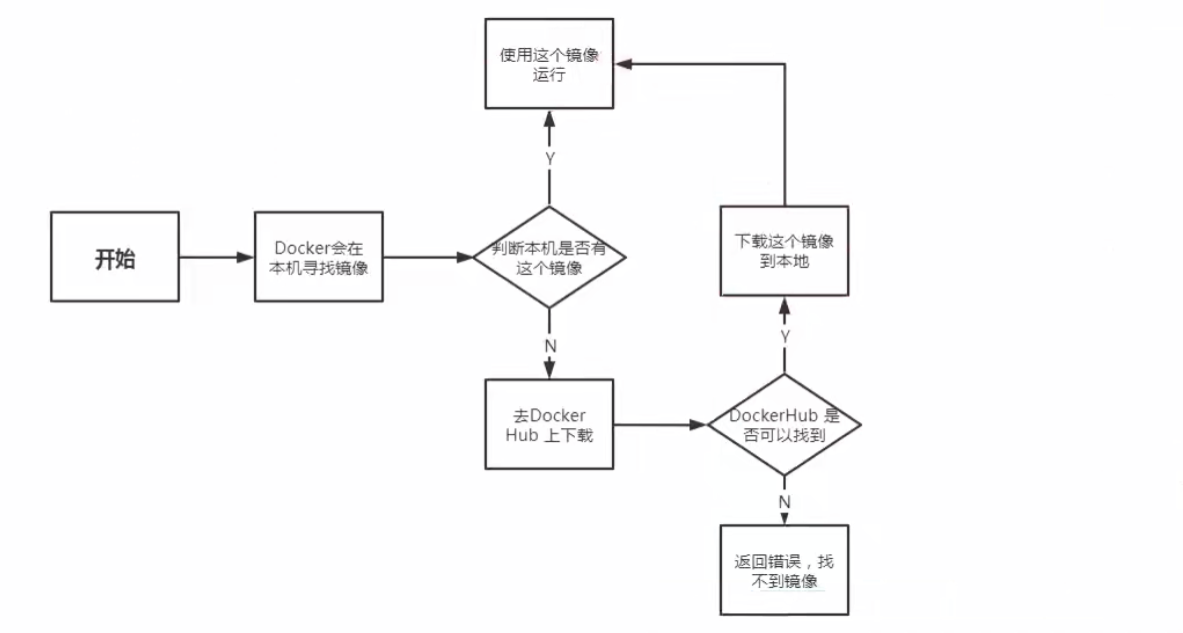 使用这个镜像
运行
Y
开始
Docker会在
本机寻找镜像
判断本机是否有
这个镜像
下载这个镜像
到本地
N
Y
去Docker
Hub 上下载
DockerHub 是
否可以找到
N
返回错误，找
不到镜像